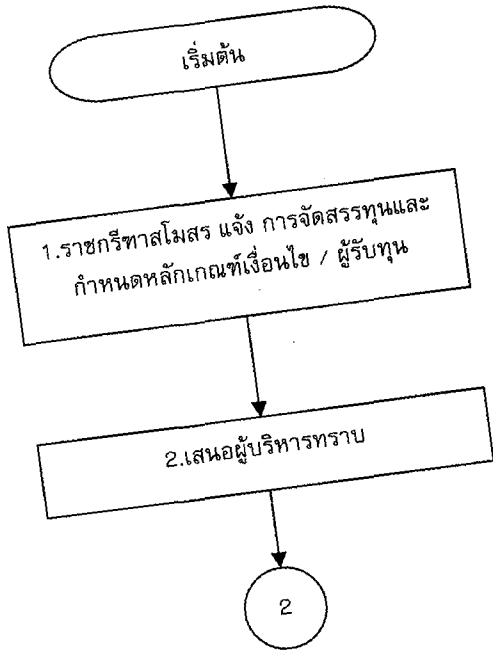 เริ่มต้น
1.ราชกรีฑาสโมสร แจ้ง การจัดสรรทุนและ
กำหนดหลักเกณฑ์เงื่อนไข / ผู้รับทุน
2.เสนอผู้บริหารทราบ
2